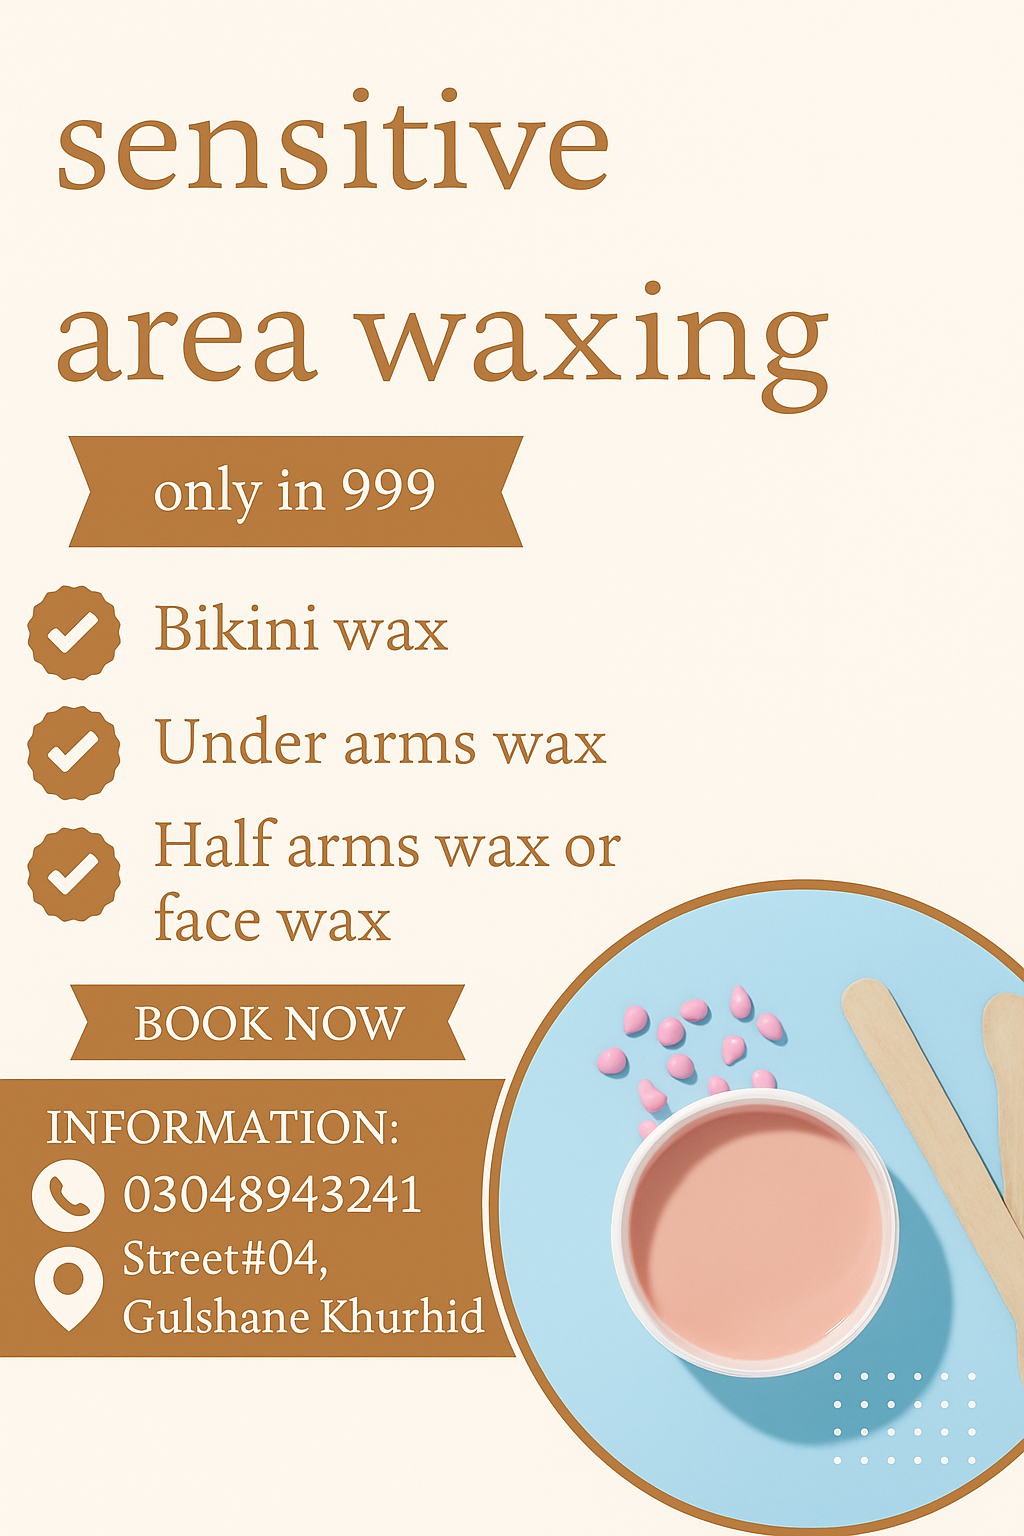 sensitive
area waxing
only in 999
Bikini wax
Under arms wax
Half arms wax or
face wax
BOOK NOW
INFORMATION:
03048943241
Street#04,
Gulshane Khurhid